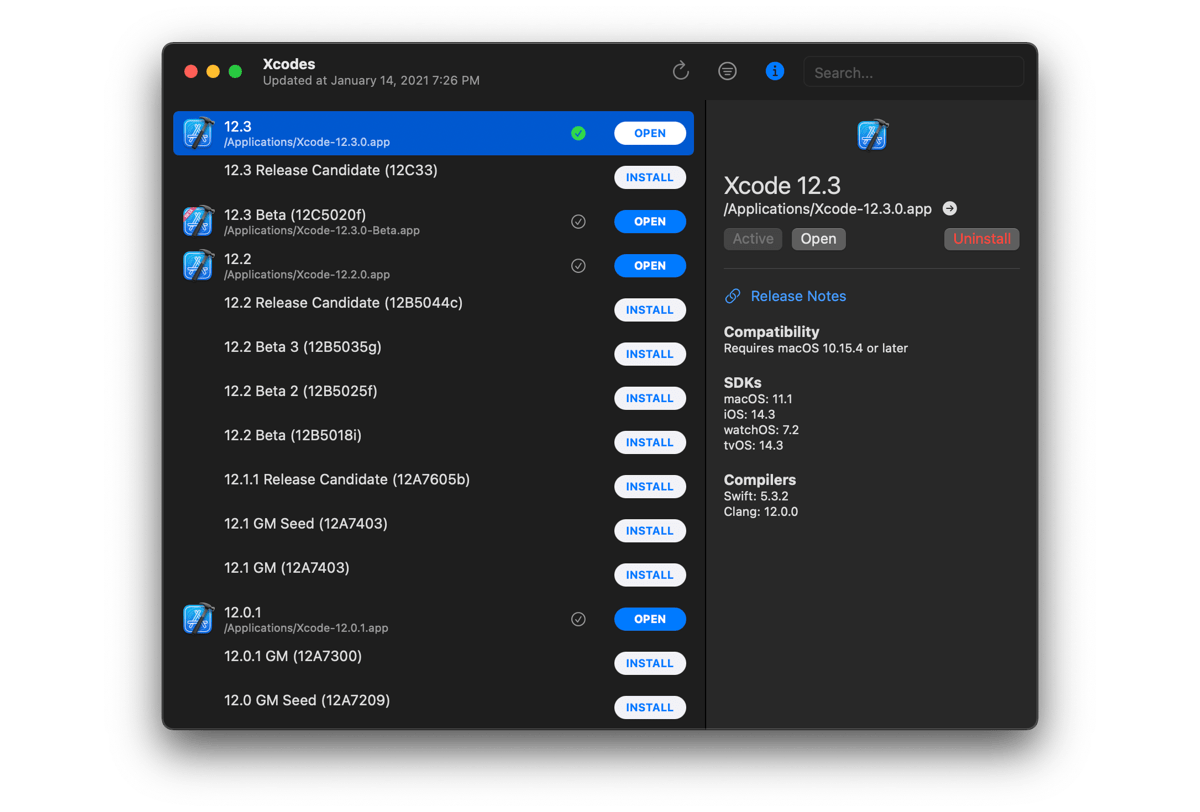 Xcodes
Updated at January 14, 2021 7:26 PM
Search...
12.3
/Applications/Xcode-12.3.0.app
OPEN
12.3 Release Candidate (12C33)
INSTALL
12.3 Beta (12C5020f)
/Applications/Xcode-12.3.0-Beta.app
OPEN
12.2
/Applications/Xcode-12.2.0.app
OPEN
12.2 Release Candidate (12B5044c)
INSTALL
12.2 Beta 3 (12B5035g)
INSTALL
12.2 Beta 2 (12B5025f)
INSTALL
12.2 Beta (12B5018i)
INSTALL
12.1.1 Release Candidate (12A7605b)
INSTALL
12.1 GM Seed (12A7403)
INSTALL
12.1 GM (12A7403)
INSTALL
12.0.1
/Applications/Xcode-12.0.1.app
OPEN
12.0.1 GM (12A7300)
INSTALL
12.0 GM Seed (12A7209)
INSTALL
Xcode 12.3
/Applications/Xcode-12.3.0.app
Active Open Uninstall
Release Notes
Compatibility
Requires macOS 10.15.4 or later
SDKs
macOS: 11.1
iOS: 14.3
watchOS: 7.2
tvOS: 14.3
Compilers
Swift: 5.3.2
Clang: 12.0.0